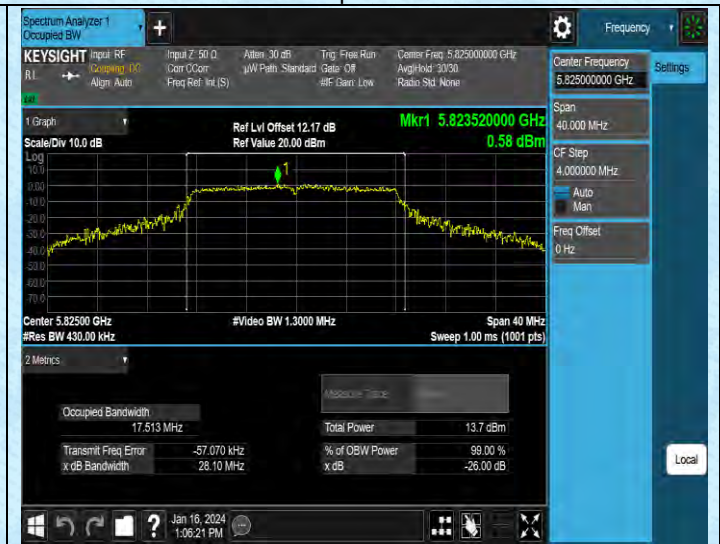 Spectrum Analyzer 1
Occupied BW
Frequency
KEYSIGHT Input: RF
R L
Coupling: DC
Align: Auto
Input Z: 50 Ω
Corr CCorr
Freq Ref: Int (S)
Atten: 30 dB
µW Path: Standard
Trig: Free Run
Gate: Off
#IF Gain: Low
Center Freq: 5.825000000 GHz
Avg|Hold: 30/30
Radio Std: None
Center Frequency
5.825000000 GHz
Settings
Span
40.000 MHz
CF Step
4.000000 MHz
Auto
Man
Freq Offset
0 Hz
1 Graph
Scale/Div 10.0 dB
Ref Lvl Offset 12.17 dB
Ref Value 20.00 dBm
Mkr1 5.823520000 GHz
0.58 dBm
Log
10.0
0.00
-10.0
-20.0
-30.0
-40.0
-50.0
-60.0
-70.0
1
Center 5.82500 GHz
#Res BW 430.00 kHz
#Video BW 1.3000 MHz
Span 40 MHz
Sweep 1.00 ms (1001 pts)
2 Metrics
Measure Trace
Occupied Bandwidth
17.513 MHz
Total Power 13.7 dBm
Transmit Freq Error -57.070 kHz
% of OBW Power 99.00 %
x dB Bandwidth 28.10 MHz
x dB -26.00 dB
Local
?
Jan 16, 2024
1:06:21 PM